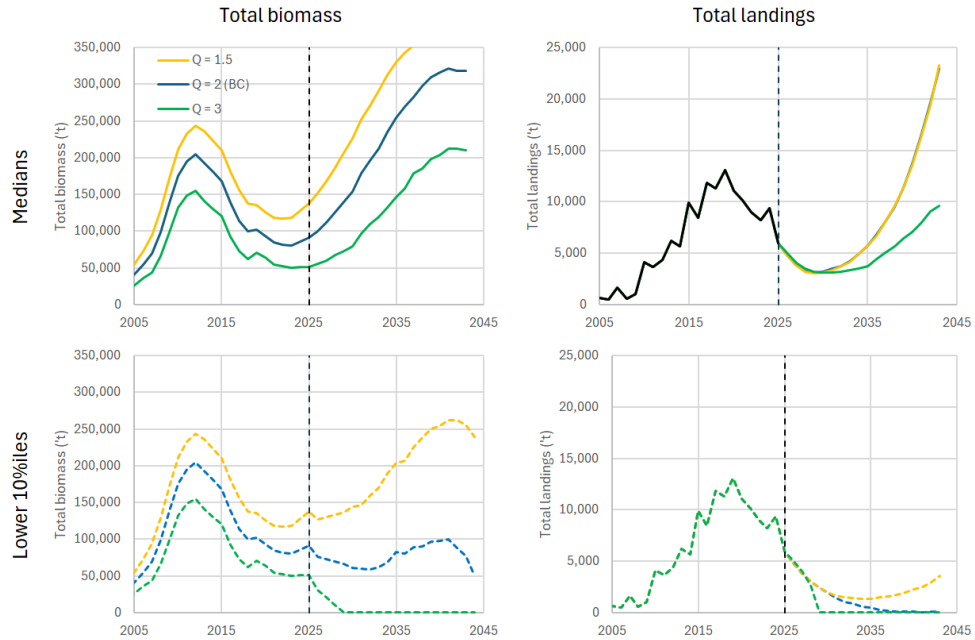 Total biomass
Total landings
Medians
Total biomass ('t)
350,000
300,000
250,000
200,000
150,000
100,000
50,000
0
Q = 1.5
Q = 2 (BC)
Q = 3
2005 2015 2025 2035 2045
Total landings ('t)
25,000
20,000
15,000
10,000
5,000
0
2005 2015 2025 2035 2045
Lower 10%iles
Total biomass ('t)
350,000
300,000
250,000
200,000
150,000
100,000
50,000
0
2005 2015 2025 2035 2045
Total landings ('t)
25,000
20,000
15,000
10,000
5,000
0
2005 2015 2025 2035 2045